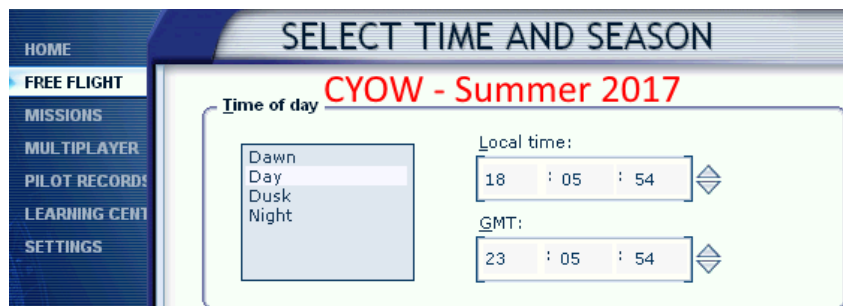 SELECT TIME AND SEASON
HOME
FREE FLIGHT
MISSIONS
MULTIPLAYER
PILOT RECORDS
LEARNING CENT
SETTINGS
CYOW - Summer 2017
Time of day
Dawn
Day
Dusk
Night
Local time:
18 : 05 : 54
GMT:
23 : 05 : 54